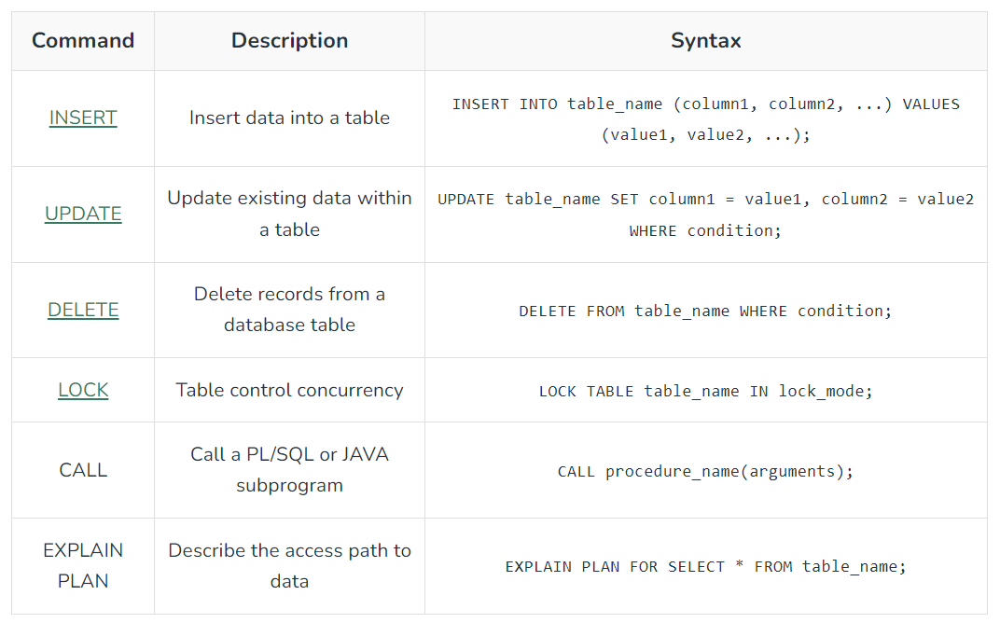 Command Description Syntax
INSERT Insert data into a table INSERT INTO table_name (column1, column2, ...) VALUES
(value1, value2, ...);
UPDATE Update existing data within
a table UPDATE table_name SET column1 = value1, column2 = value2
WHERE condition;
DELETE Delete records from a
database table DELETE FROM table_name WHERE condition;
LOCK Table control concurrency LOCK TABLE table_name IN lock_mode;
CALL Call a PL/SQL or JAVA
subprogram CALL procedure_name(arguments);
EXPLAIN
PLAN Describe the access path to
data EXPLAIN PLAN FOR SELECT * FROM table_name;